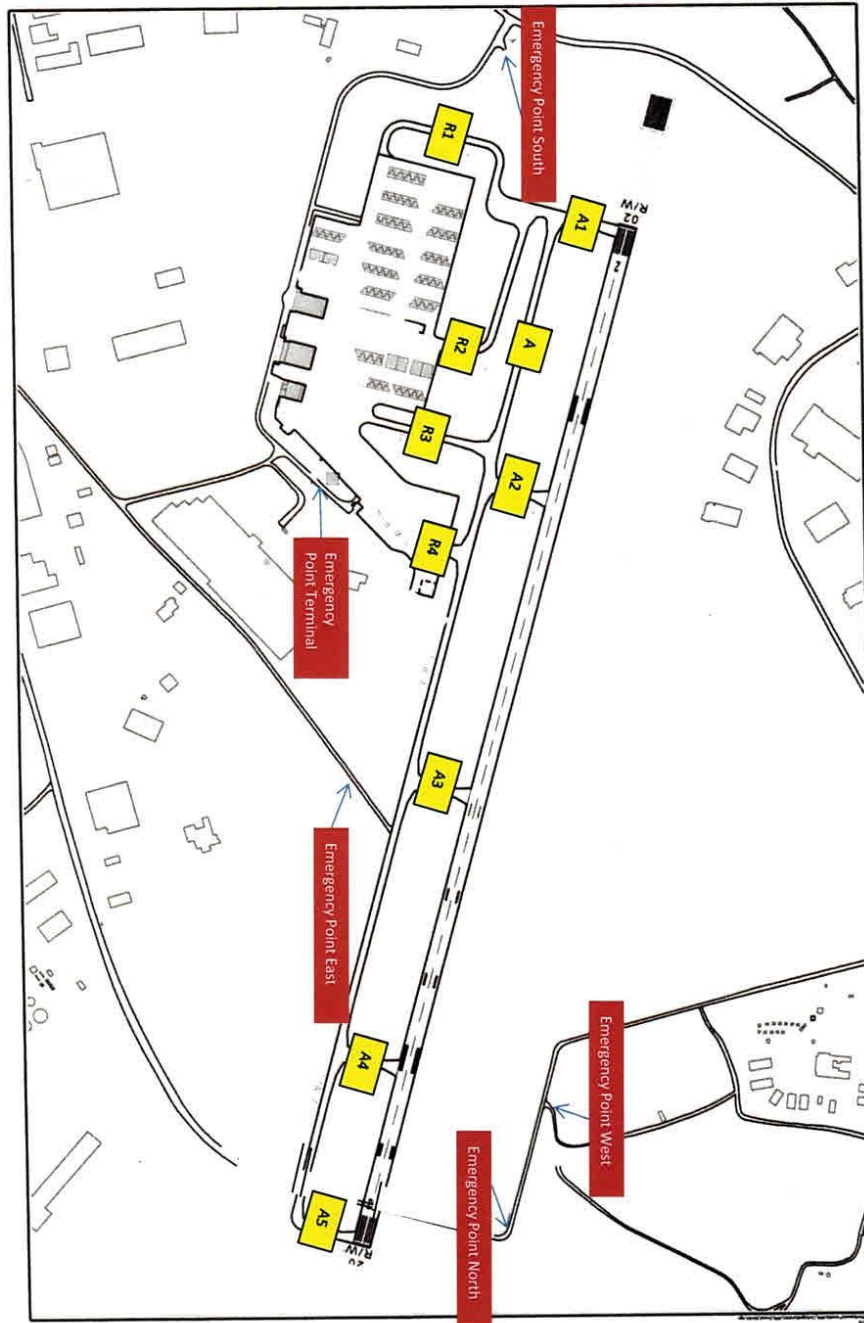 Emergency Point South
R1
A1
02
R/W
A
R2
R3
A2
R4
Emergency
Point Terminal
A3
Emergency Point East
Emergency Point West
A4
Emergency Point North
A5
R/W